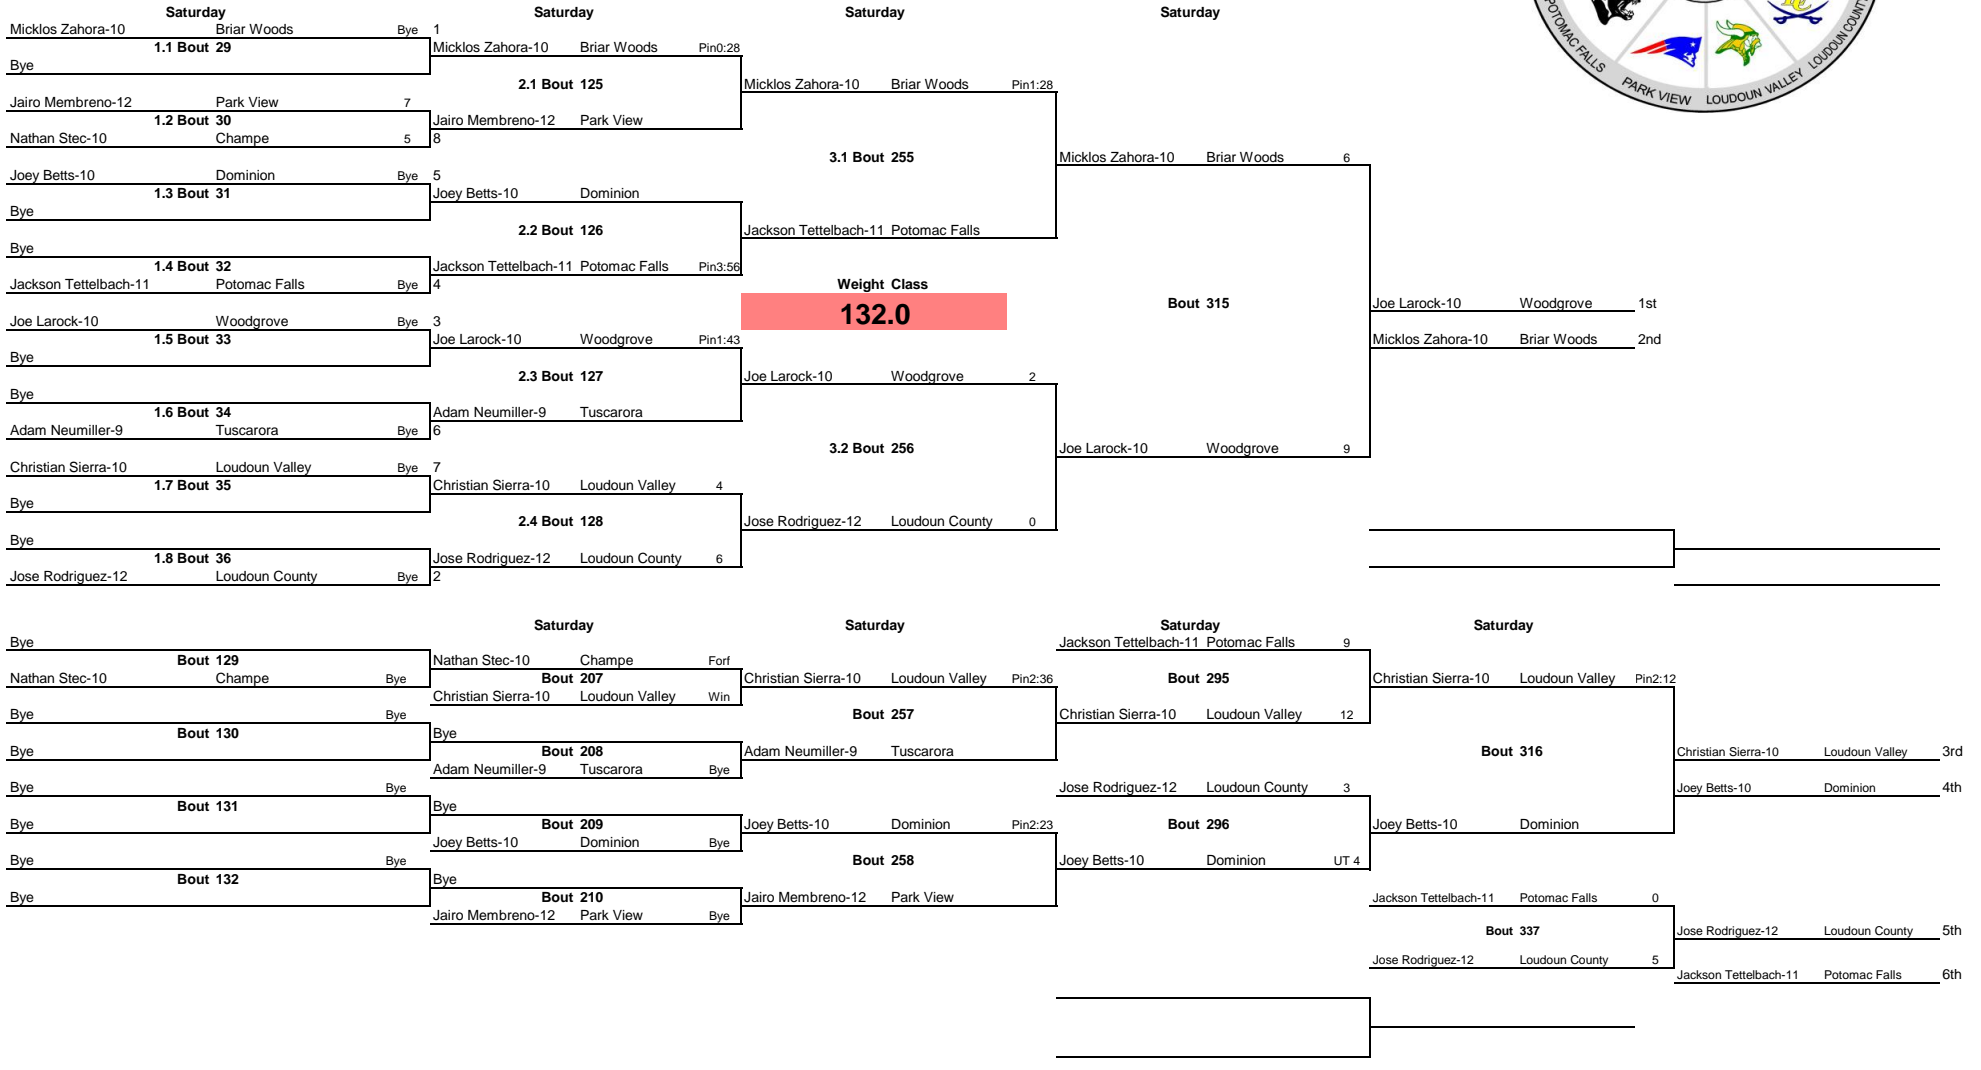 Saturday Saturday Saturday Saturday
Micklos Zahora-10 Briar Woods Bye 1
1.1 Bout 29
Bye
Micklos Zahora-10 Briar Woods Pin0:28
2.1 Bout 125
Jairo Membreno-12 Park View 7
1.2 Bout 30
Nathan Stec-10 Champe 5 8
Jairo Membreno-12 Park View
Micklos Zahora-10 Briar Woods Pin1:28
3.1 Bout 255
Joey Betts-10 Dominion Bye 5
1.3 Bout 31
Bye
Joey Betts-10 Dominion
2.2 Bout 126
Bye
1.4 Bout 32
Jackson Tettelbach-11 Potomac Falls Bye 4
Jackson Tettelbach-11 Potomac Falls Pin3:56
Jackson Tettelbach-11 Potomac Falls
Micklos Zahora-10 Briar Woods 6
Weight Class
132.0
Bout 315
Joe Larock-10 Woodgrove 1st
Micklos Zahora-10 Briar Woods 2nd
Joe Larock-10 Woodgrove Bye 3
1.5 Bout 33
Bye
Joe Larock-10 Woodgrove Pin1:43
2.3 Bout 127
Bye
1.6 Bout 34
Adam Neumiller-9 Tuscarora Bye 6
Adam Neumiller-9 Tuscarora
Joe Larock-10 Woodgrove 2
3.2 Bout 256
Joe Larock-10 Woodgrove 9
Christian Sierra-10 Loudoun Valley Bye 7
1.7 Bout 35
Bye
Christian Sierra-10 Loudoun Valley 4
2.4 Bout 128
Bye
1.8 Bout 36
Jose Rodriguez-12 Loudoun County Bye 2
Jose Rodriguez-12 Loudoun County 6
Jose Rodriguez-12 Loudoun County 0
Saturday Saturday Saturday Saturday
Bye
Bout 129
Nathan Stec-10 Champe Bye
Nathan Stec-10 Champe Forf
Bout 207
Christian Sierra-10 Loudoun Valley Win
Bye Bye
Bout 130
Bye
Bye
Bout 208
Adam Neumiller-9 Tuscarora Bye
Christian Sierra-10 Loudoun Valley Pin2:36
Bout 257
Adam Neumiller-9 Tuscarora
Jackson Tettelbach-11 Potomac Falls 9
Bout 295
Christian Sierra-10 Loudoun Valley 12
Bye Bye
Bout 131
Bye
Bye
Bout 209
Joey Betts-10 Dominion Bye
Bye Bye
Bout 132
Bye
Bye
Bout 210
Jairo Membreno-12 Park View Bye
Joey Betts-10 Dominion Pin2:23
Bout 258
Jairo Membreno-12 Park View
Jose Rodriguez-12 Loudoun County 3
Bout 296
Joey Betts-10 Dominion UT 4
Christian Sierra-10 Loudoun Valley Pin2:12
Bout 316
Joey Betts-10 Dominion
Christian Sierra-10 Loudoun Valley 3rd
Joey Betts-10 Dominion 4th
Jackson Tettelbach-11 Potomac Falls 0
Bout 337
Jose Rodriguez-12 Loudoun County 5
Jose Rodriguez-12 Loudoun County 5th
Jackson Tettelbach-11 Potomac Falls 6th
POTOMAC FALLS PARK VIEW LOUDOUN VALLEY LOUDOUN COUNTY